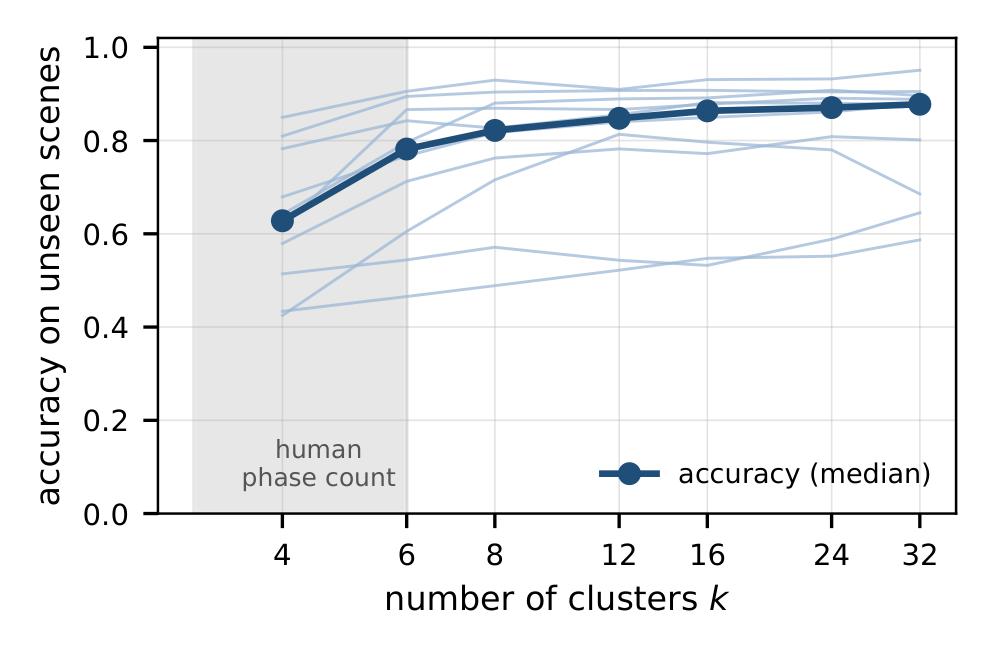 accuracy on unseen scenes
1.0
0.8
0.6
0.4
0.2
0.0
human
phase count
accuracy (median)
4 6 8 12 16 24 32
number of clusters k